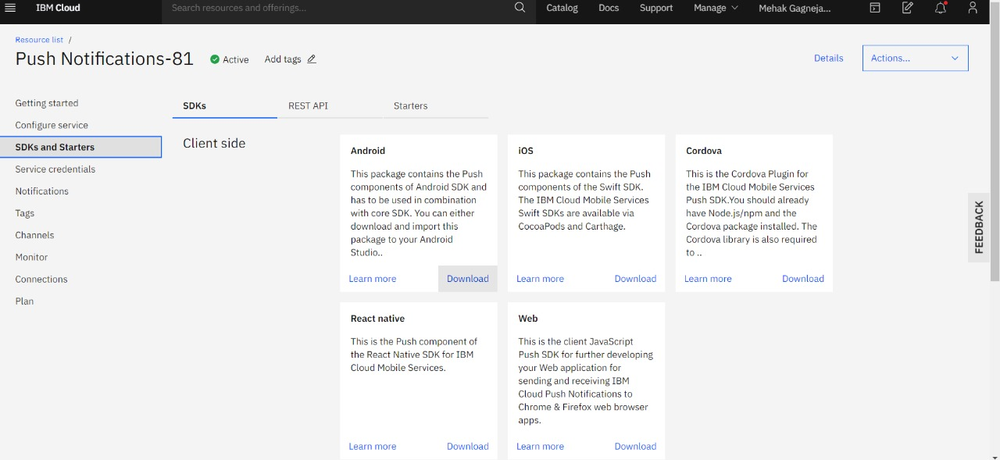 IBM Cloud
Search resources and offerings...
Catalog
Docs
Support
Manage
Mehak Gagneja...
Resource list /
Push Notifications-81
Active
Add tags
Details
Actions...
Getting started
Configure service
SDKs and Starters
Service credentials
Notifications
Tags
Channels
Monitor
Connections
Plan
SDKs
REST API
Starters
Client side
Android
This package contains the Push
components of Android SDK and
has to be used in combination
with core SDK. You can either
download and import this
package to your Android
Studio..
Learn more
Download
iOS
This package contains the Push
components of the Swift SDK.
The IBM Cloud Mobile Services
Swift SDKs are available via
CocoaPods and Carthage.
Learn more
Download
Cordova
This is the Cordova Plugin for
the IBM Cloud Mobile Services
Push SDK.You should already
have Node.js/npm and the
Cordova package installed. The
Cordova library is also required
to ..
Learn more
Download
React native
This is the Push component of
the React Native SDK for IBM
Cloud Mobile Services.
Learn more
Download
Web
This is the client JavaScript
Push SDK for further developing
your Web application for
sending and receiving IBM
Cloud Push Notifications to
Chrome & Firefox web browser
apps.
Learn more
Download
FEEDBACK